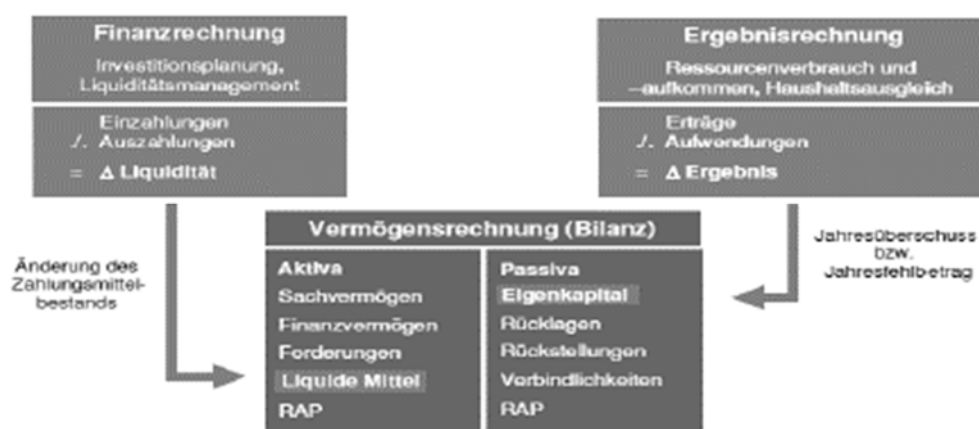 Finanzrechnung
Investitionsplanung,
Liquiditätsmanagement
Einzahlungen
./. Auszahlungen
= Δ Liquidität
Ergebnisrechnung
Ressourcenverbrauch und
–aufkommen, Haushaltsausgleich
Erträge
./. Aufwendungen
= Δ Ergebnis
Änderung des
Zahlungsmittel-
bestands
Vermögensrechnung (Bilanz)
Aktiva
Sachvermögen
Finanzvermögen
Forderungen
Liquide Mittel
RAP
Passiva
Eigenkapital
Rücklagen
Rückstellungen
Verbindlichkeiten
RAP
Jahresüberschuss
bzw.
Jahresfehlbetrag